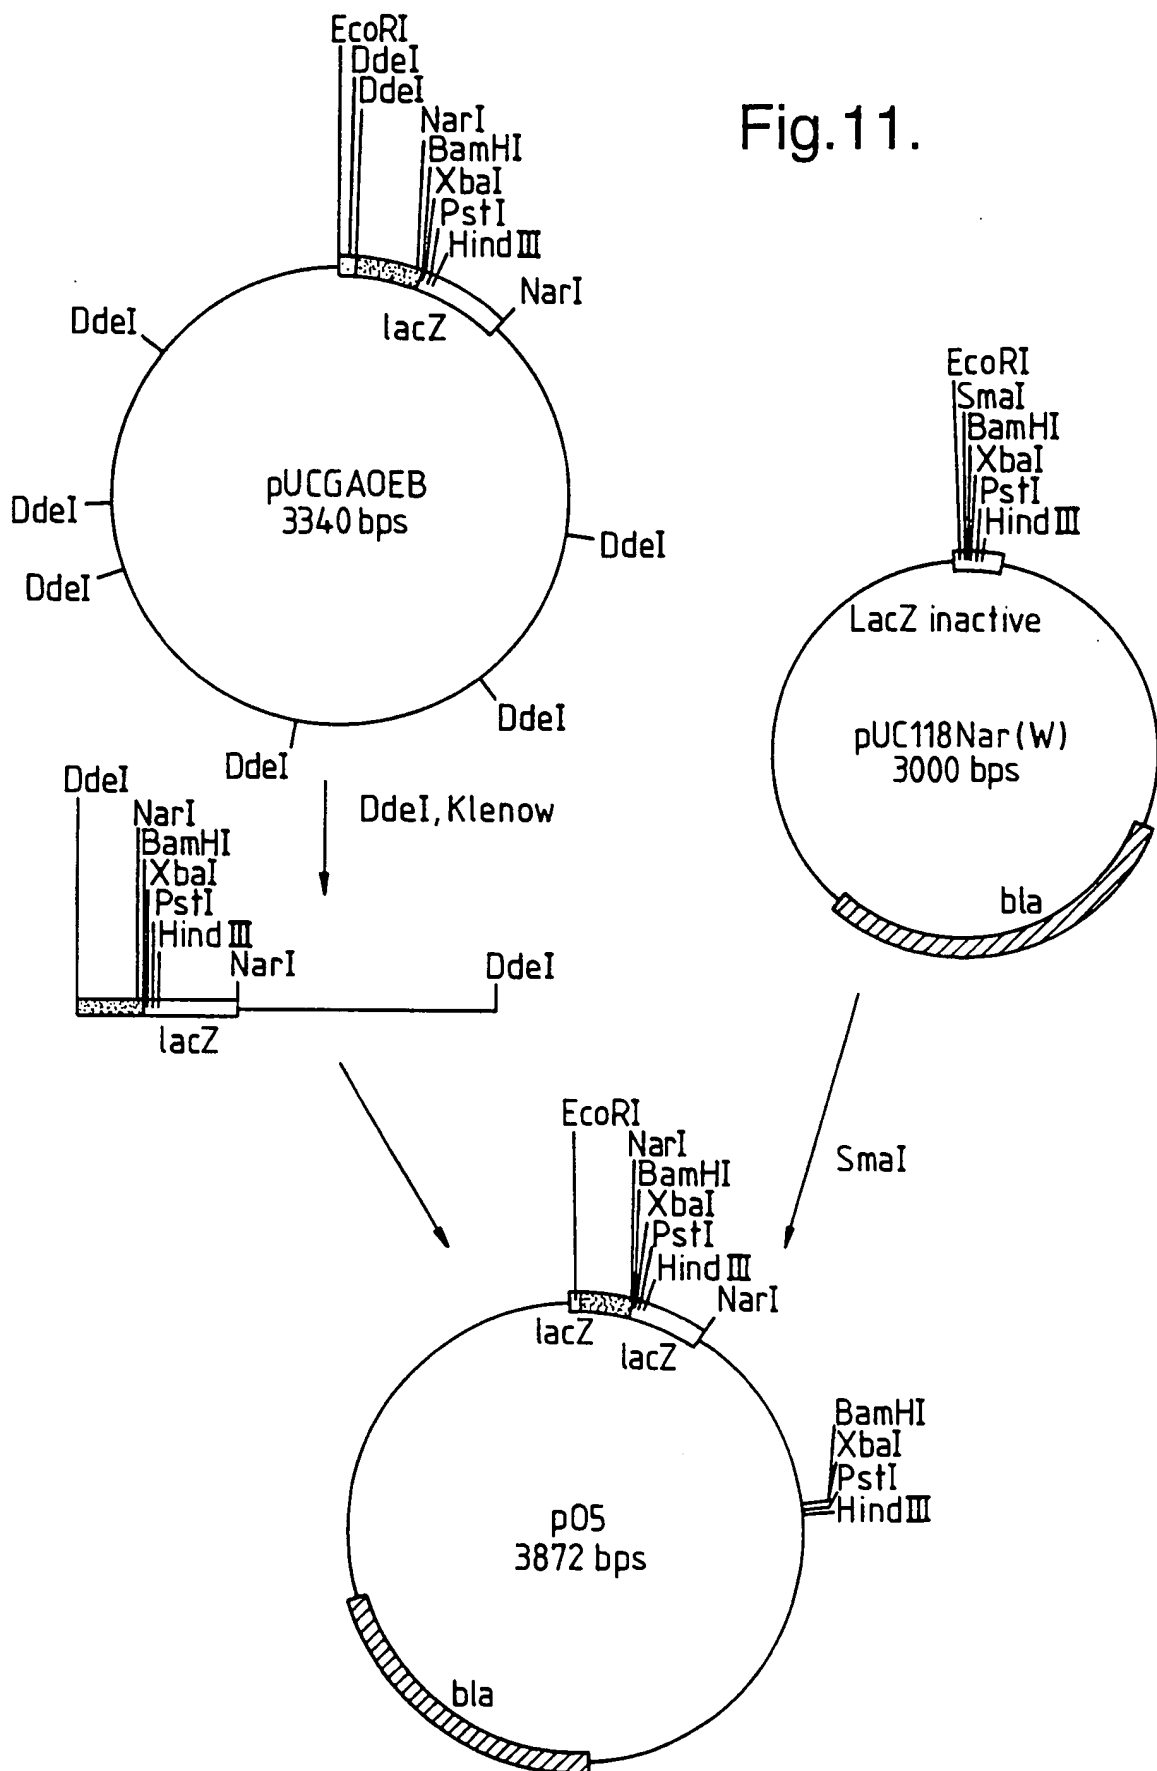 Fig.11.
EcoRI
DdeI
DdeI
NarI
BamHI
XbaI
PstI
HindIII
NarI
lacZ
DdeI
DdeI
DdeI
DdeI
DdeI
DdeI
pUCGAOEB
3340 bps
EcoRI
SmaI
BamHI
XbaI
PstI
HindIII
LacZ inactive
pUC118Nar(W)
3000 bps
bla
DdeI, Klenow
DdeI
NarI
BamHI
XbaI
PstI
HindIII
NarI
DdeI
lacZ
SmaI
EcoRI
NarI
BamHI
XbaI
PstI
HindIII
NarI
lacZ
lacZ
BamHI
XbaI
PstI
HindIII
pO5
3872 bps
bla